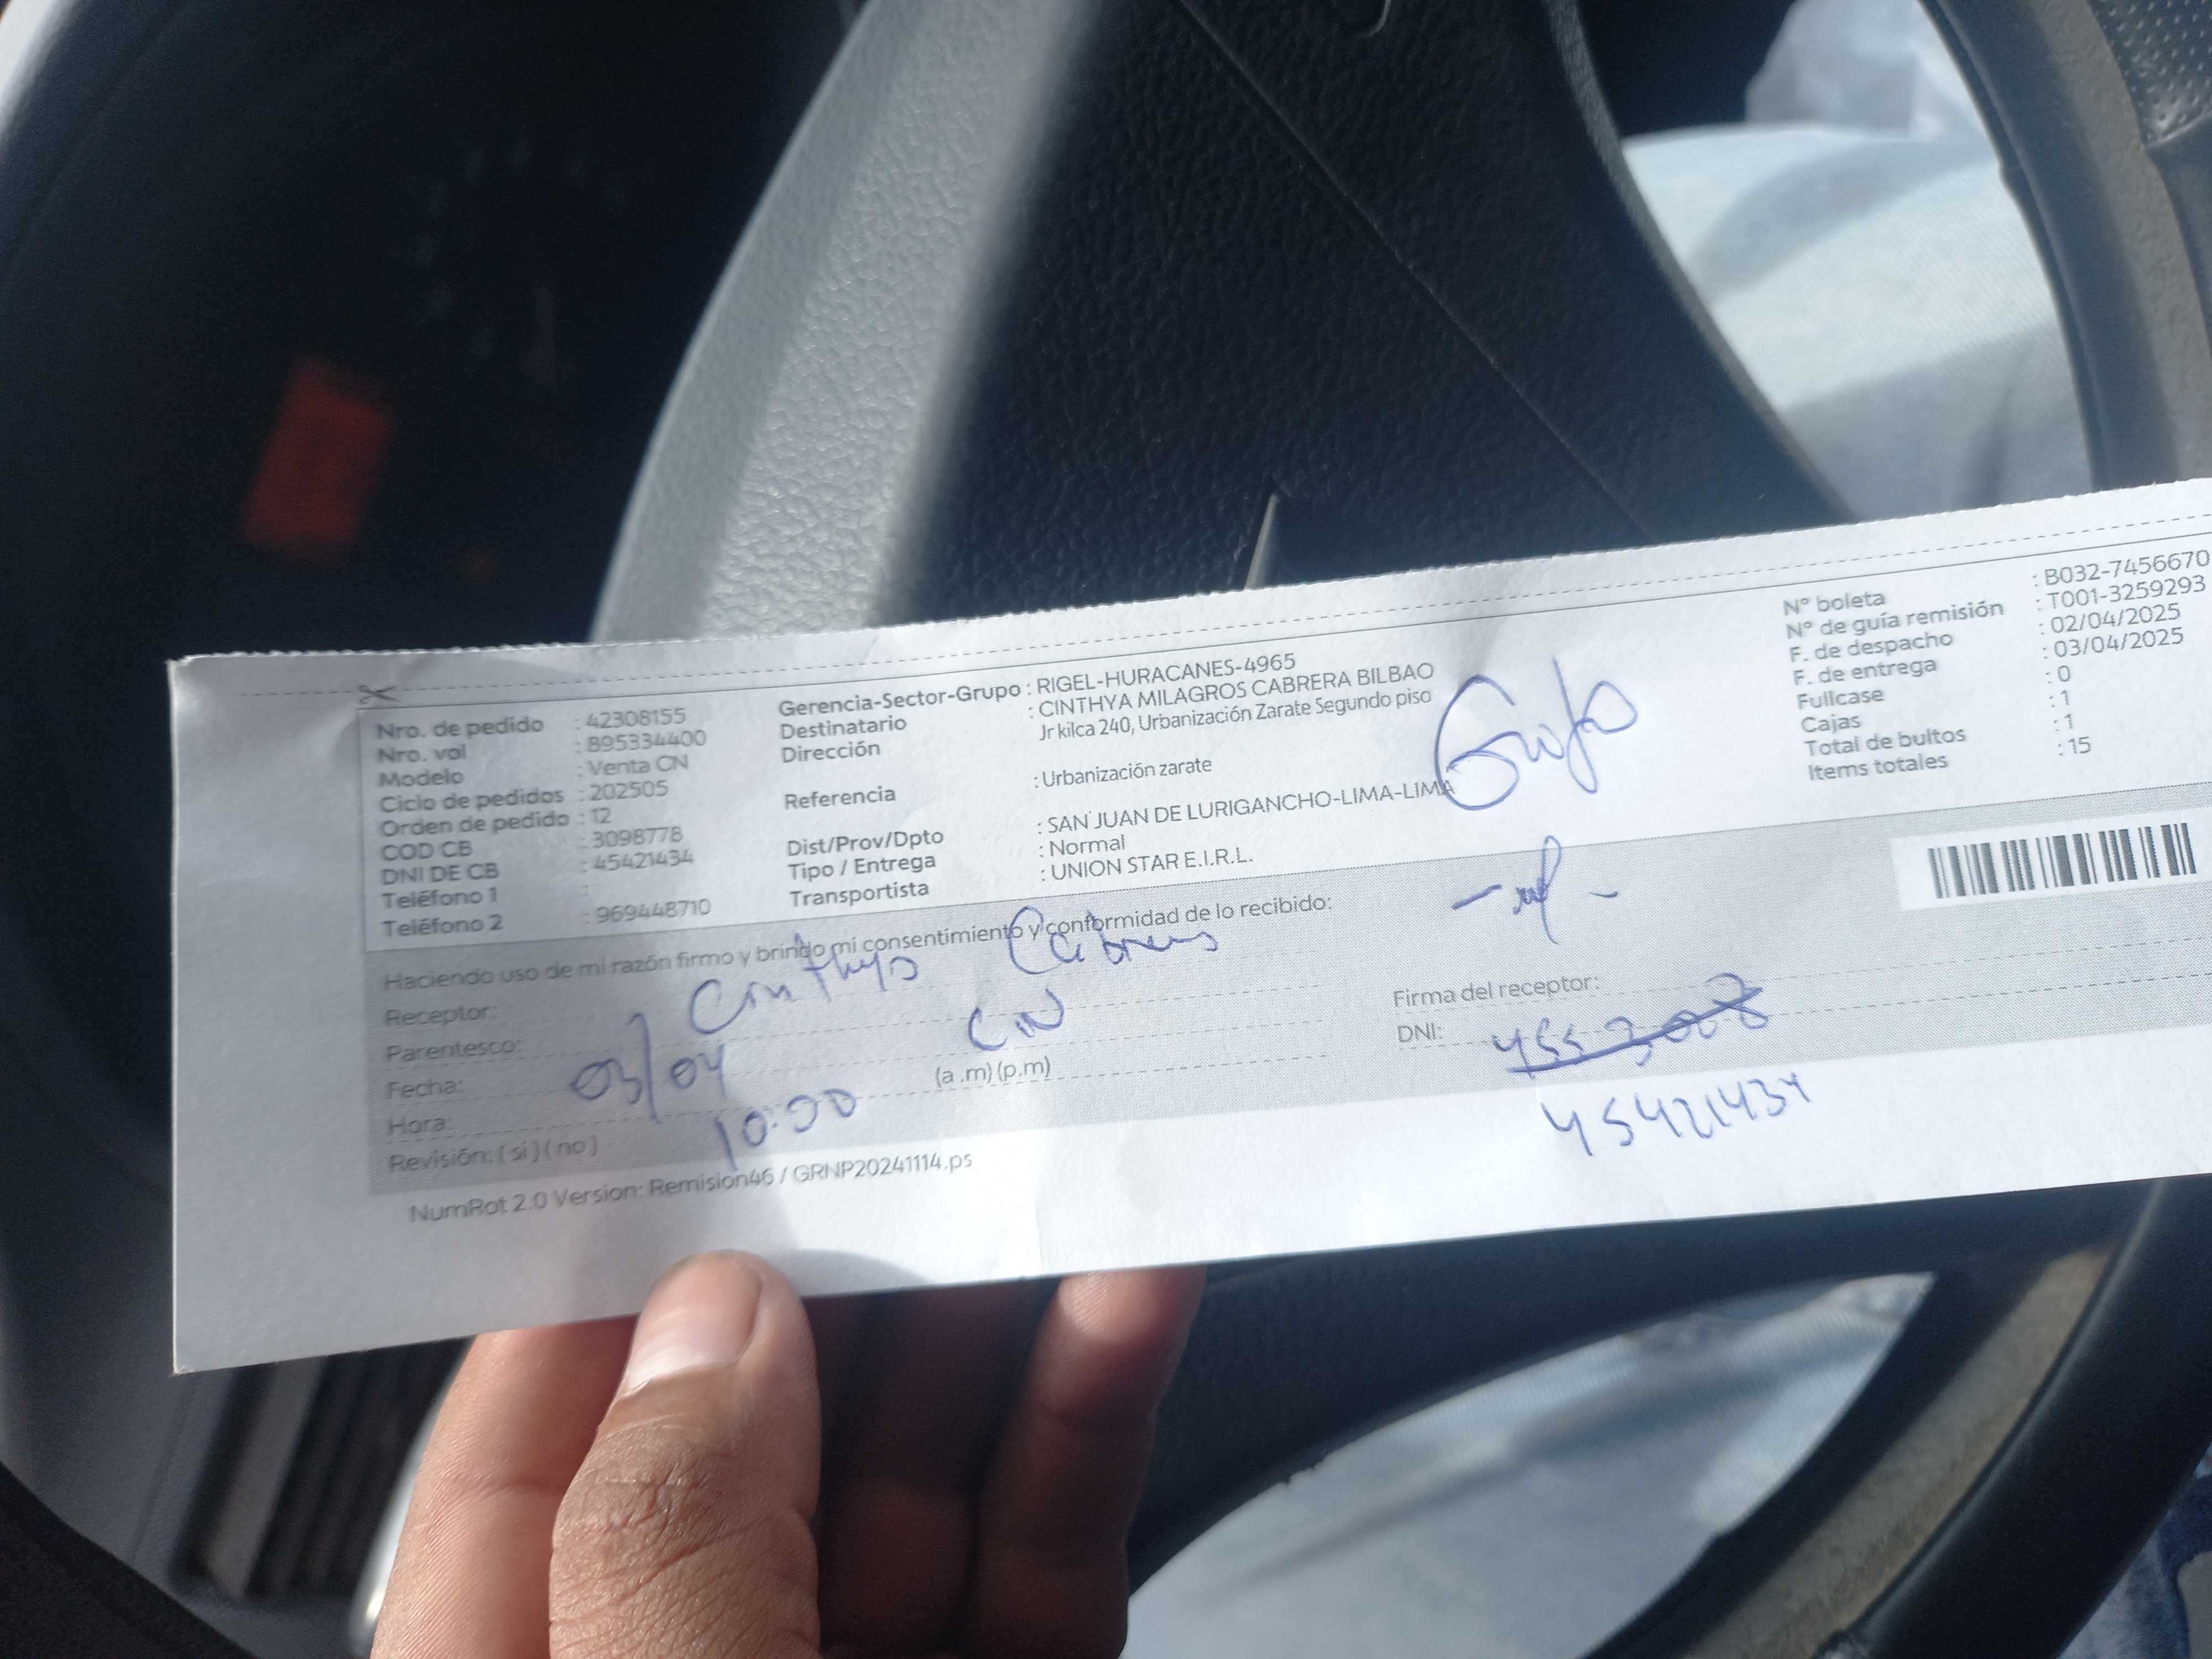 Nro. de pedido : 42308155
Nro. vol : 895334400
Modelo : Venta CN
Ciclo de pedidos : 202505
Orden de pedido : 12
COD CB : 3098778
DNI DE CB : 45421434
Teléfono 1 :
Teléfono 2 : 969448710
Gerencia-Sector-Grupo : RIGEL-HURACANES-4965
Destinatario : CINTHYA MILAGROS CABRERA BILBAO
Dirección Jr kilca 240, Urbanización Zarate Segundo piso
Referencia : Urbanización zarate
Dist/Prov/Dpto : SAN JUAN DE LURIGANCHO-LIMA-LIMA
Tipo / Entrega : Normal
Transportista : UNION STAR E.I.R.L.
N° boleta : B032-7456670
N° de guía remisión : T001-3259293
F. de despacho : 02/04/2025
F. de entrega : 03/04/2025
Fullcase : 0
Cajas : 1
Total de bultos : 1
Items totales : 15
Haciendo uso de mi razón firmo y brindo mi consentimiento y conformidad de lo recibido:
Receptor: Cinthya Cabrera
Parentesco: CN
Fecha: 03/04
Hora: 10:00 (a .m) (p.m)
Revisión: ( si ) ( no )
Firma del receptor:
DNI:
45421434
NumRot 2.0 Version: Remision46 / GRNP20241114.ps